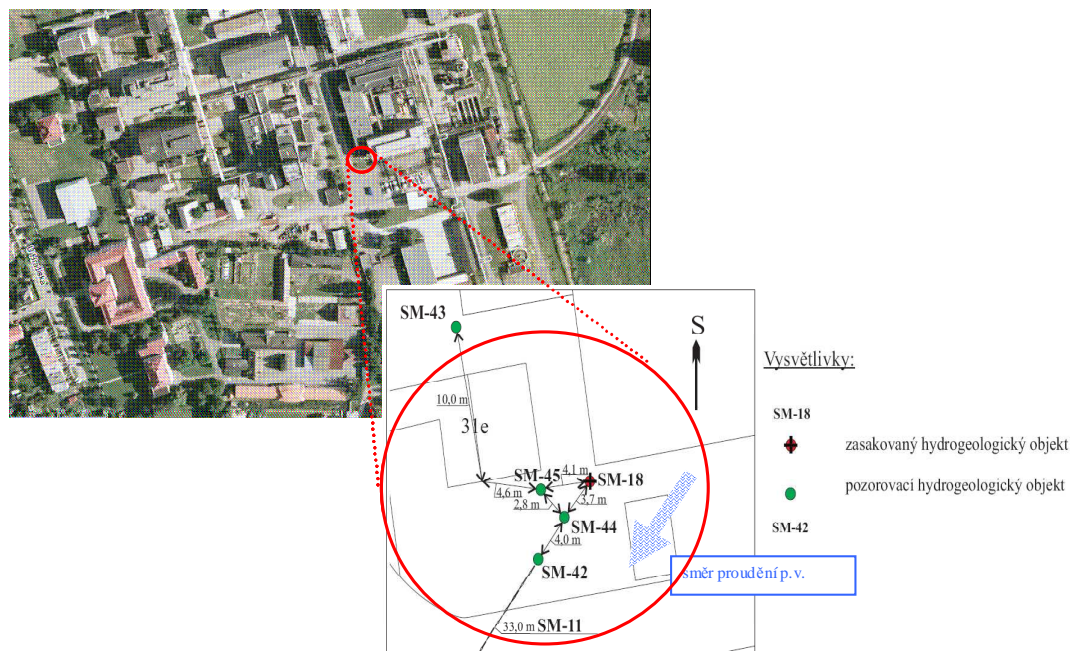 SM-43
S
Vysvětlivky:
10,0 m
31e
SM-18
zasakovaný hydrogeologický objekt
4,1 m
SM-45
SM-18
4,6 m
2,8 m
3,7 m
pozorovací hydrogeologický objekt
SM-44
SM-42
4,0 m
SM-42
směr proudění p. v.
33,0 m SM-11